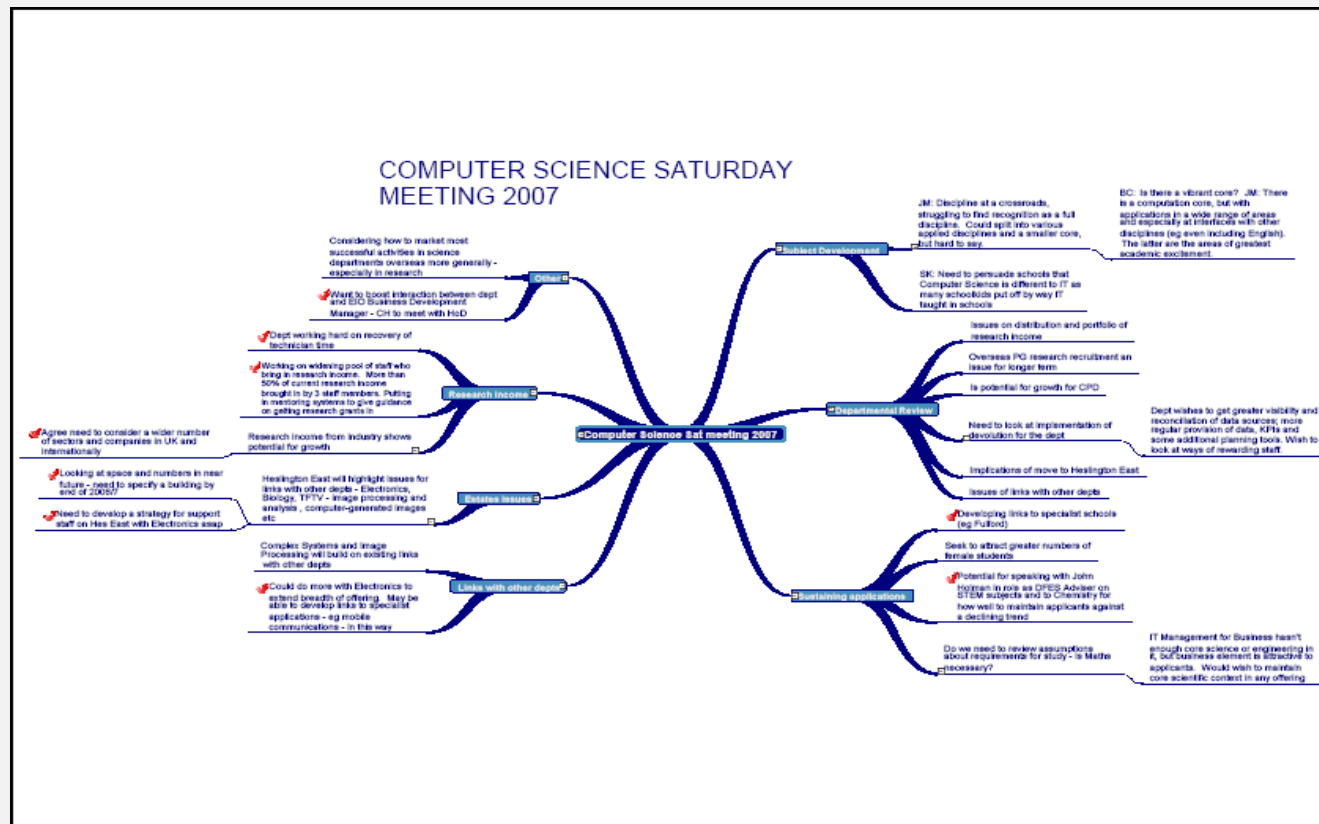 COMPUTER SCIENCE SATURDAY
MEETING 2007
Computer Science Sat meeting 2007
Subject Development
JM: Discipline at a crossroads,
struggling to find recognition as a full
discipline. Could split into various
applied disciplines and a smaller core,
but hard to say.
BC: Is there a vibrant core? JM: There
is a computation core, but with
applications in a wide range of areas
and especially at interfaces with other
disciplines (eg even including English).
The latter are the areas of greatest
academic excitement.
SK: Need to persuade schools that
Computer Science is different to IT as
many schoolkids put off by way IT
taught in schools
Departmental Review
Issues on distribution and portfolio of
research income
Overseas PG research recruitment an
issue for longer term
Is potential for growth for CPD
Need to look at implementation of
devolution for the dept
Dept wishes to get greater visibility and
reconciliation of data sources; more
regular provision of data, KPIs and
some additional planning tools. Wish to
look at ways of rewarding staff.
Implications of move to Heslington East
Issues of links with other depts
Sustaining applications
Developing links to specialist schools
(eg Fulford)
Seek to attract greater numbers of
female students
Potential for speaking with John
Holman in role as DFES Adviser on
STEM subjects and to Chemistry for
how well to maintain applicants against
a declining trend
Do we need to review assumptions
about requirements for study - is Maths
necessary?
IT Management for Business hasn't
enough core science or engineering in
it, but business element is attractive to
applicants. Would wish to maintain
core scientific context in any offering
Other
Considering how to market most
successful activities in science
departments overseas more generally -
especially in research
Want to boost interaction between dept
and EIO Business Development
Manager - CH to meet with HoD
Research Income
Dept working hard on recovery of
technician time
Working on widening pool of staff who
bring in research income. More than
50% of current research income
brought in by 3 staff members. Putting
in mentoring systems to give guidance
on getting research grants in
Research income from industry shows
potential for growth
Agree need to consider a wider number
of sectors and companies in UK and
internationally
Estates Issues
Heslington East will highlight issues for
links with other depts - Electronics,
Biology, TFTV - image processing and
analysis , computer-generated images
etc
Looking at space and numbers in near
future - need to specify a building by
end of 2006/7
Need to develop a strategy for support
staff on Hes East with Electronics asap
Links with other depts
Complex Systems and Image
Processing will build on existing links
with other depts
Could do more with Electronics to
extend breadth of offering. May be
able to develop links to specialist
applications - eg mobile
communications - in this way